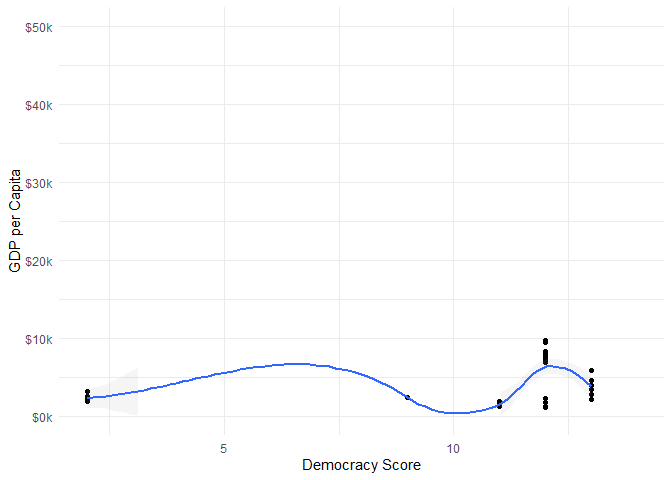 $50k
$40k
$30k
$20k
$10k
$0k
GDP per Capita
5 10
Democracy Score